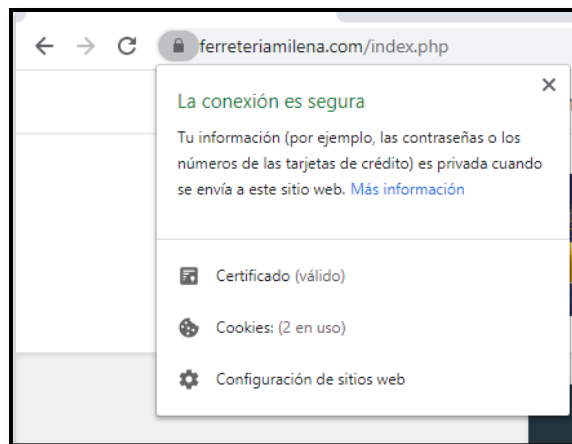 ferreteriamilena.com/index.php
La conexión es segura
Tu información (por ejemplo, las contraseñas o los
números de las tarjetas de crédito) es privada cuando
se envía a este sitio web. Más información
Certificado (válido)
Cookies: (2 en uso)
Configuración de sitios web